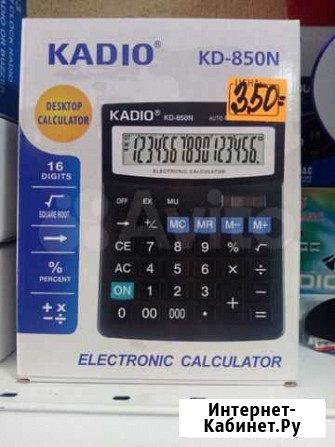 KADIO®
KD-850N
DESKTOP
CALCULATOR
16
DIGITS
√
SQUARE ROOT
→
%
PERCENT
+ ×
− ÷
350=
KADIO®
KD-850N
AUTO
1234567890123456.
ELECTRONIC CALCULATOR
OFF EX MU
→ +/- MC MR M− M+
CE 7 8 9 % √
AC 4 5 6 × ÷
ON 1 2 3 + −
0 00 000 • =
ELECTRONIC CALCULATOR
Avito
Интернет-
Кабинет.Ру